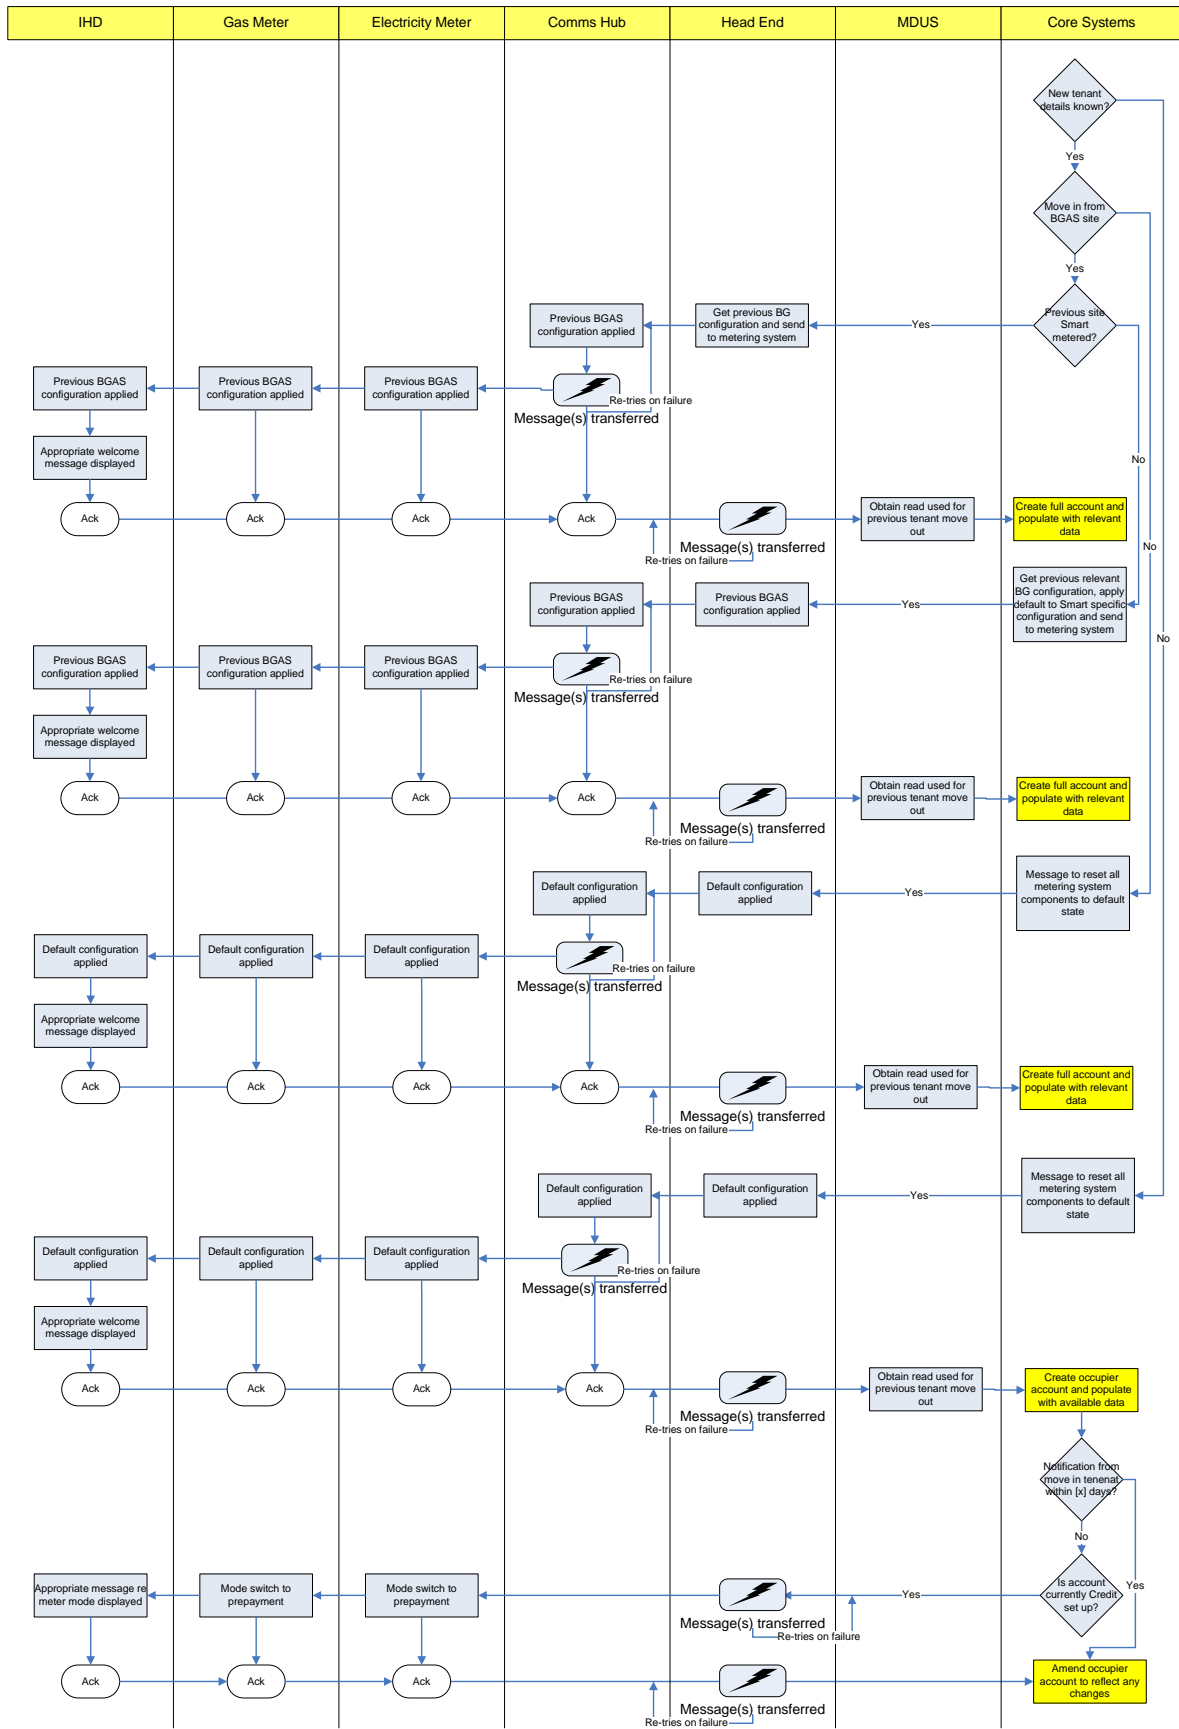 IHD
Gas Meter
Electricity Meter
Comms Hub
Head End
MDUS
Core Systems
New tenant
details known?
Yes
Move in from
BGAS site
Yes
Previous site
Smart
metered?
Yes
Get previous BG
configuration and send
to metering system
Previous BGAS
configuration applied
Re-tries on failure
Message(s) transferred
Previous BGAS
configuration applied
Previous BGAS
configuration applied
Previous BGAS
configuration applied
Appropriate welcome
message displayed
No
Ack
Ack
Ack
Ack
Message(s) transferred
Re-tries on failure
Obtain read used for
previous tenant move
out
Create full account and
populate with relevant
data
No
Get previous relevant
BG configuration, apply
default to Smart specific
configuration and send
to metering system
Yes
Previous BGAS
configuration applied
Previous BGAS
configuration applied
No
Re-tries on failure
Message(s) transferred
Previous BGAS
configuration applied
Previous BGAS
configuration applied
Previous BGAS
configuration applied
Appropriate welcome
message displayed
Ack
Ack
Ack
Ack
Message(s) transferred
Re-tries on failure
Obtain read used for
previous tenant move
out
Create full account and
populate with relevant
data
Message to reset all
metering system
components to default
state
Yes
Default configuration
applied
Default configuration
applied
Re-tries on failure
Message(s) transferred
Default configuration
applied
Default configuration
applied
Default configuration
applied
Appropriate welcome
message displayed
Ack
Ack
Ack
Ack
Message(s) transferred
Re-tries on failure
Obtain read used for
previous tenant move
out
Create full account and
populate with relevant
data
Message to reset all
metering system
components to default
state
Yes
Default configuration
applied
Default configuration
applied
Re-tries on failure
Message(s) transferred
Default configuration
applied
Default configuration
applied
Default configuration
applied
Appropriate welcome
message displayed
Ack
Ack
Ack
Ack
Message(s) transferred
Re-tries on failure
Obtain read used for
previous tenant move
out
Create occupier
account and populate
with available data
Notification from
move in tenenat
within [x] days?
No
Yes
Is account
currently Credit
set up?
Yes
Message(s) transferred
Re-tries on failure
Mode switch to
prepayment
Mode switch to
prepayment
Appropriate message re
meter mode displayed
Ack
Ack
Ack
Message(s) transferred
Re-tries on failure
Amend occupier
account to reflect any
changes